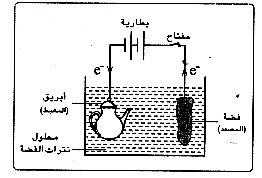 بطارية
مفتاح
e⁻
e⁻
أبريق
(المهبط)
فضة
(المصعد)
محلول
نترات الفضة